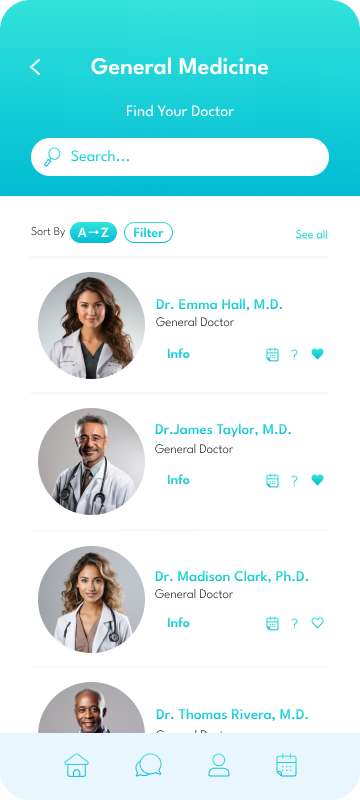 General Medicine
Find Your Doctor
Search...
Sort By A→Z Filter See all
Dr. Emma Hall, M.D.
General Doctor
Info ?
Dr.James Taylor, M.D.
General Doctor
Info ?
Dr. Madison Clark, Ph.D.
General Doctor
Info ?
Dr. Thomas Rivera, M.D.